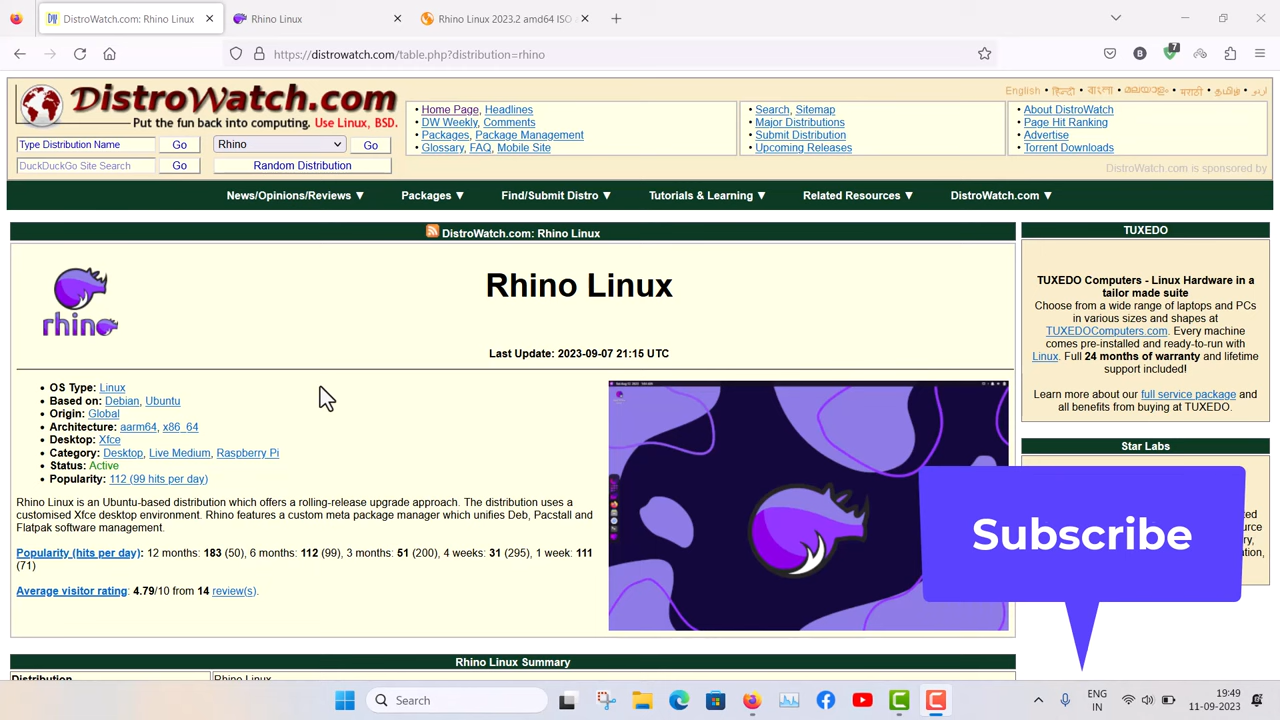 DistroWatch.com: Rhino Linux
Rhino Linux
Rhino Linux 2023.2 amd64 ISO
https://distrowatch.com/table.php?distribution=rhino
B
7
DistroWatch.com
Put the fun back into computing. Use Linux, BSD.
Type Distribution Name Go Rhino Go
DuckDuckGo Site Search Go Random Distribution
• Home Page, Headlines
• DW Weekly, Comments
• Packages, Package Management
• Glossary, FAQ, Mobile Site
• Search, Sitemap
• Major Distributions
• Submit Distribution
• Upcoming Releases
English • हिन्दी • বাংলা • മലയാളം • मराठी • தமிழ் • اردو
• About DistroWatch
• Page Hit Ranking
• Advertise
• Torrent Downloads
DistroWatch.com is sponsored by
News/Opinions/Reviews ▼ Packages ▼ Find/Submit Distro ▼ Tutorials & Learning ▼ Related Resources ▼ DistroWatch.com ▼
DistroWatch.com: Rhino Linux
rhino
Rhino Linux
Last Update: 2023-09-07 21:15 UTC
• OS Type: Linux
• Based on: Debian, Ubuntu
• Origin: Global
• Architecture: aarm64, x86_64
• Desktop: Xfce
• Category: Desktop, Live Medium, Raspberry Pi
• Status: Active
• Popularity: 112 (99 hits per day)
Rhino Linux is an Ubuntu-based distribution which offers a rolling-release upgrade approach. The distribution uses a
customised Xfce desktop environment. Rhino features a custom meta package manager which unifies Deb, Pacstall and
Flatpak software management.
Popularity (hits per day): 12 months: 183 (50), 6 months: 112 (99), 3 months: 51 (200), 4 weeks: 31 (295), 1 week: 111
(71)
Average visitor rating: 4.79/10 from 14 review(s).
Rhino Linux Summary
Distribution Rhino Linux
TUXEDO
TUXEDO Computers - Linux Hardware in a
tailor made suite
Choose from a wide range of laptops and PCs
in various sizes and shapes at
TUXEDOComputers.com. Every machine
comes pre-installed and ready-to-run with
Linux. Full 24 months of warranty and lifetime
support included!
Learn more about our full service package and
all benefits from buying at TUXEDO.
Star Labs
Subscribe
Search
ENG
IN
19:49
11-09-2023